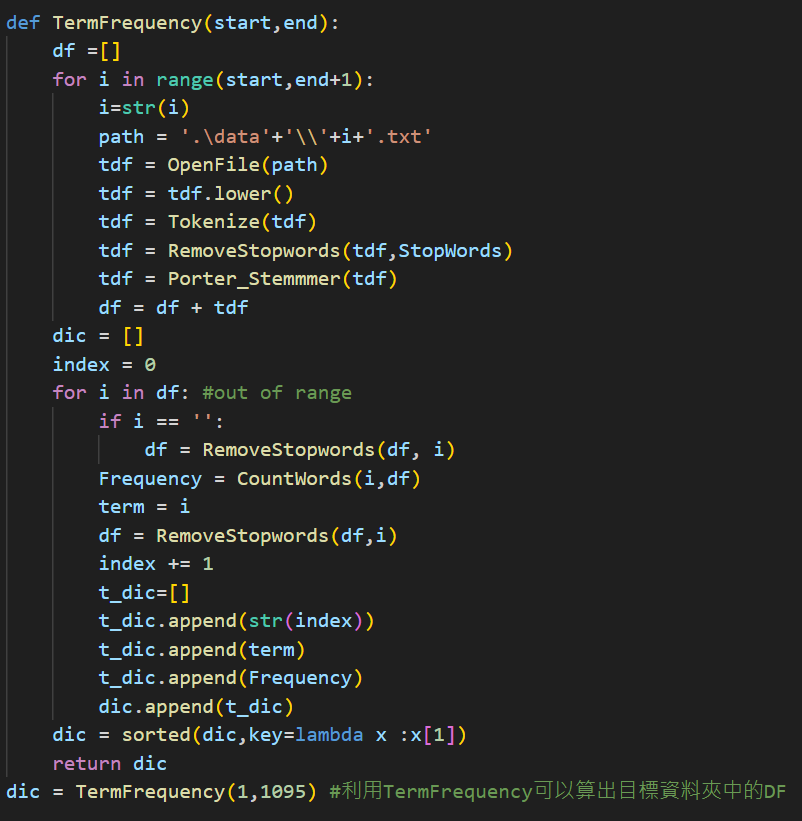 def TermFrequency(start,end):
    df =[]
    for i in range(start,end+1):
        i=str(i)
        path = '.\data'+'\\'+i+'.txt'
        tdf = OpenFile(path)
        tdf = tdf.lower()
        tdf = Tokenize(tdf)
        tdf = RemoveStopwords(tdf,StopWords)
        tdf = Porter_Stemmmer(tdf)
        df = df + tdf
    dic = []
    index = 0
    for i in df: #out of range
        if i == '':
            df = RemoveStopwords(df, i)
        Frequency = CountWords(i,df)
        term = i
        df = RemoveStopwords(df,i)
        index += 1
        t_dic=[]
        t_dic.append(str(index))
        t_dic.append(term)
        t_dic.append(Frequency)
        dic.append(t_dic)
    dic = sorted(dic,key=lambda x :x[1])
    return dic
dic = TermFrequency(1,1095) #利用TermFrequency可以算出目標資料夾中的DF